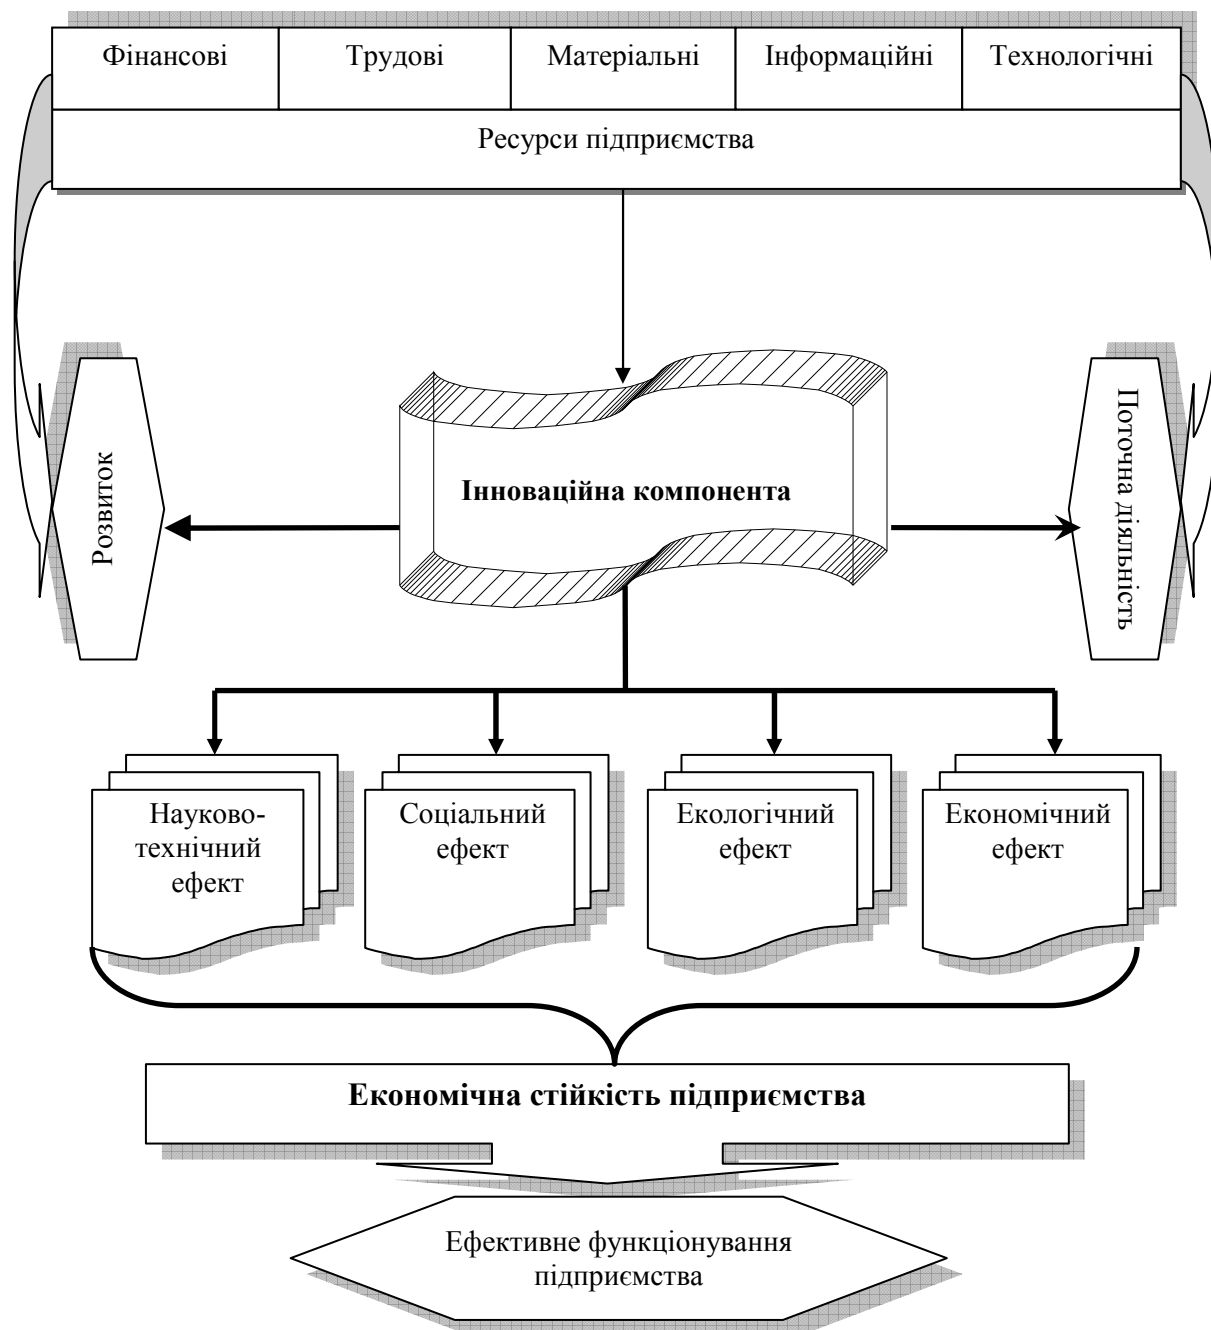 Фінансові
Трудові
Матеріальні
Інформаційні
Технологічні
Ресурси підприємства
Розвиток
Інноваційна компонента
Поточна діяльність
Науково-
технічний
ефект
Соціальний
ефект
Екологічний
ефект
Економічний
ефект
Економічна стійкість підприємства
Ефективне функціонування
підприємства